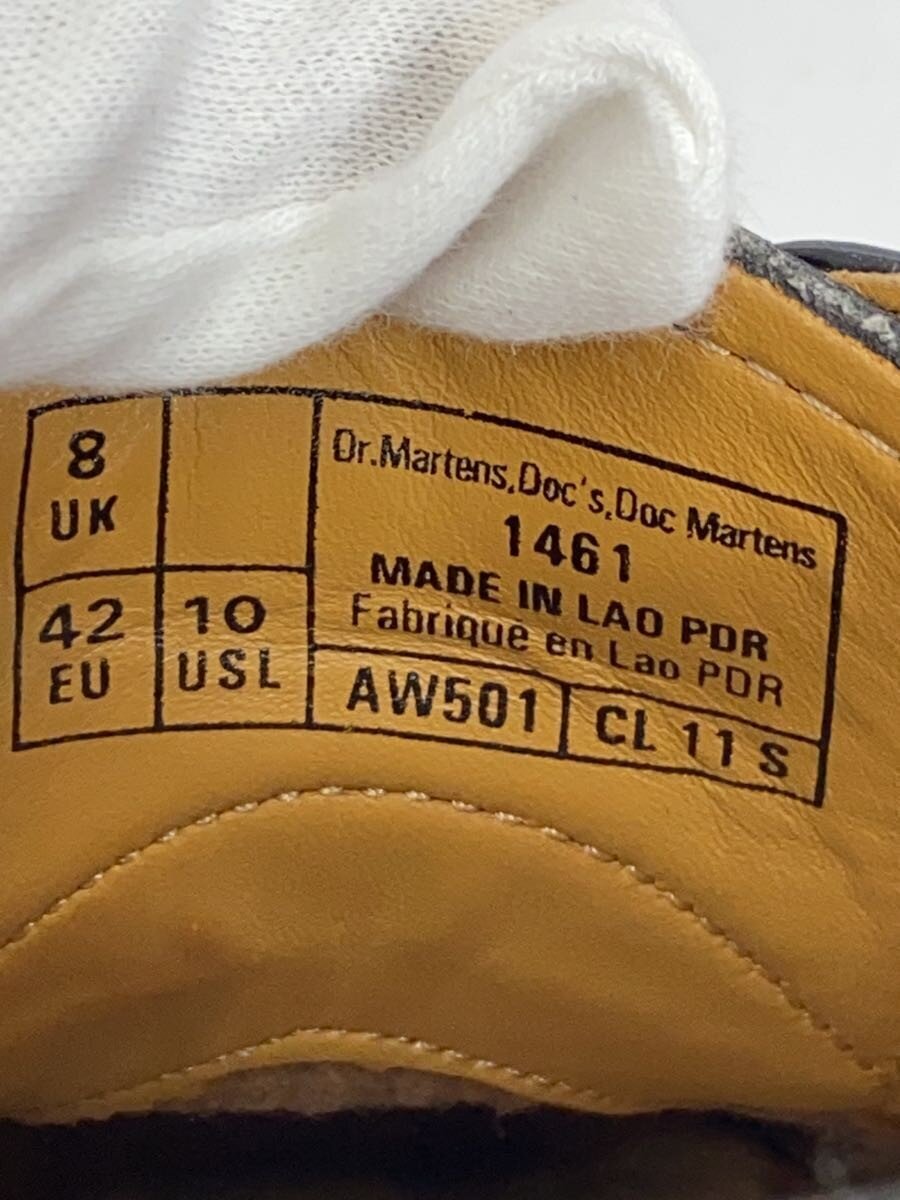 8
UK
42
EU
10
USL
Dr.Martens,Doc's,Doc Martens
1461
MADE IN LAO PDR
Fabriqué en Lao PDR
AW501
CL 11 S